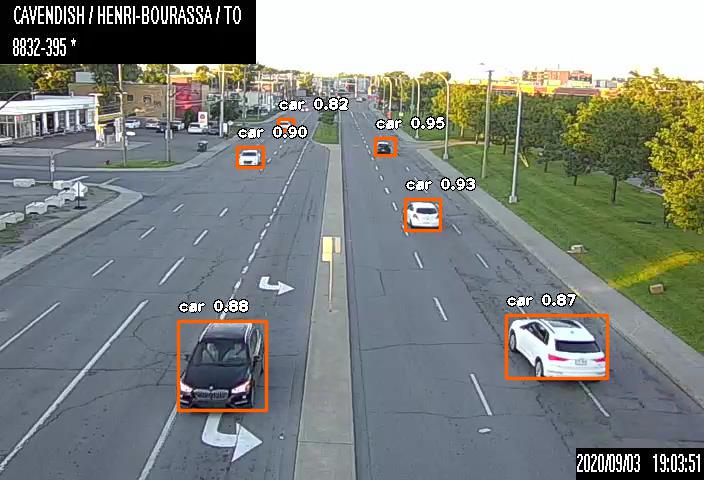 CAVENDISH / HENRI-BOURASSA / TO
8832-395 *
car 0.82
car 0.90
car 0.95
car 0.93
car 0.87
car 0.88
2020/09/03 19:03:51